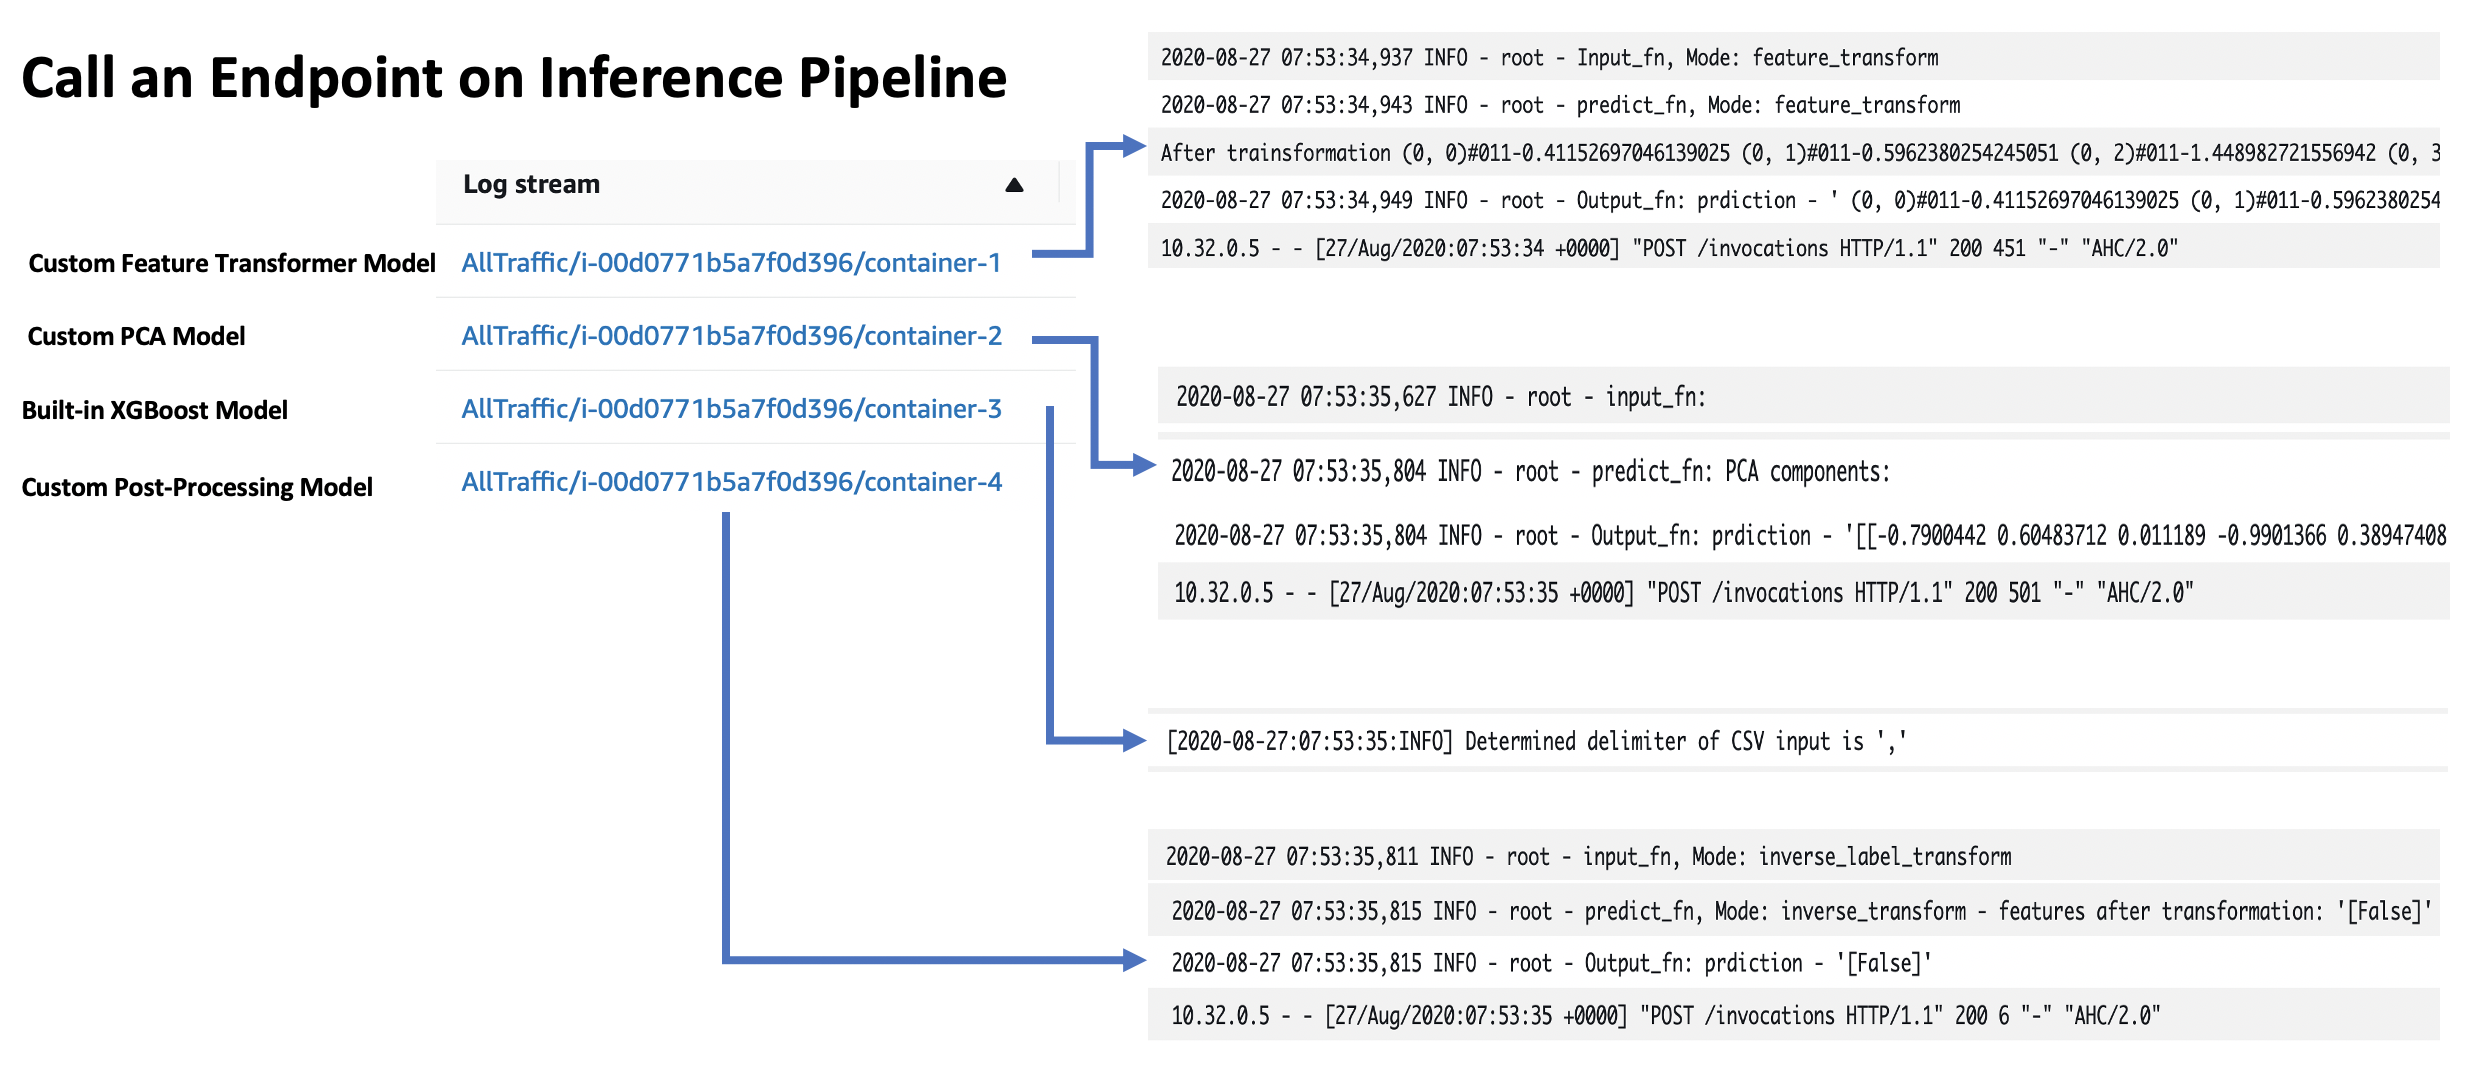 Call an Endpoint on Inference Pipeline
Log stream
Custom Feature Transformer Model AllTraffic/i-00d0771b5a7f0d396/container-1
Custom PCA Model AllTraffic/i-00d0771b5a7f0d396/container-2
Built-in XGBoost Model AllTraffic/i-00d0771b5a7f0d396/container-3
Custom Post-Processing Model AllTraffic/i-00d0771b5a7f0d396/container-4
2020-08-27 07:53:34,937 INFO - root - Input_fn, Mode: feature_transform
2020-08-27 07:53:34,943 INFO - root - predict_fn, Mode: feature_transform
After trainsformation (0, 0)#011-0.41152697046139025 (0, 1)#011-0.5962380254245051 (0, 2)#011-1.448982721556942 (0, 3
2020-08-27 07:53:34,949 INFO - root - Output_fn: prdiction - ' (0, 0)#011-0.41152697046139025 (0, 1)#011-0.5962380254
10.32.0.5 - - [27/Aug/2020:07:53:34 +0000] "POST /invocations HTTP/1.1" 200 451 "-" "AHC/2.0"
2020-08-27 07:53:35,627 INFO - root - input_fn:
2020-08-27 07:53:35,804 INFO - root - predict_fn: PCA components:
2020-08-27 07:53:35,804 INFO - root - Output_fn: prdiction - '[[-0.7900442 0.60483712 0.011189 -0.9901366 0.38947408
10.32.0.5 - - [27/Aug/2020:07:53:35 +0000] "POST /invocations HTTP/1.1" 200 501 "-" "AHC/2.0"
[2020-08-27:07:53:35:INFO] Determined delimiter of CSV input is ','
2020-08-27 07:53:35,811 INFO - root - input_fn, Mode: inverse_label_transform
2020-08-27 07:53:35,815 INFO - root - predict_fn, Mode: inverse_transform - features after transformation: '[False]'
2020-08-27 07:53:35,815 INFO - root - Output_fn: prdiction - '[False]'
10.32.0.5 - - [27/Aug/2020:07:53:35 +0000] "POST /invocations HTTP/1.1" 200 6 "-" "AHC/2.0"